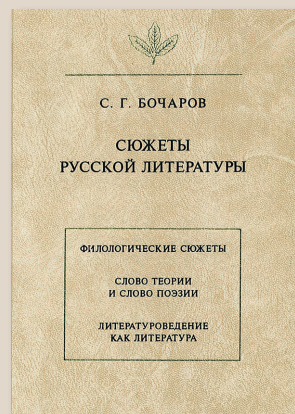 С. Г. БОЧАРОВ
СЮЖЕТЫ
РУССКОЙ ЛИТЕРАТУРЫ
ФИЛОЛОГИЧЕСКИЕ СЮЖЕТЫ
СЛОВО ТЕОРИИ
И СЛОВО ПОЭЗИИ
ЛИТЕРАТУРОВЕДЕНИЕ
КАК ЛИТЕРАТУРА